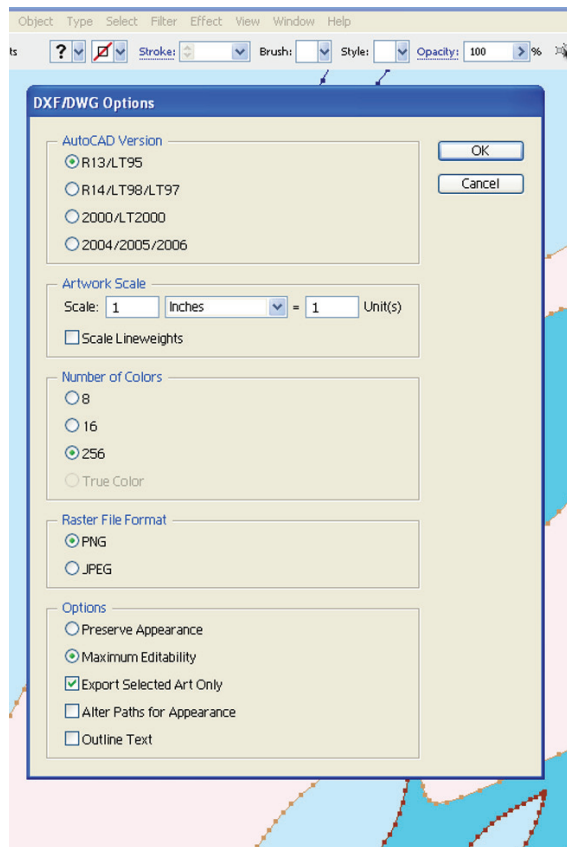 Object Type Select Filter Effect View Window Help
ts ? Stroke: Brush: Style: Opacity: 100 %
DXF/DWG Options
AutoCAD Version
OK
R13/LT95
Cancel
R14/LT98/LT97
2000/LT2000
2004/2005/2006
Artwork Scale
Scale: 1 Inches = 1 Unit(s)
Scale Lineweights
Number of Colors
8
16
256
True Color
Raster File Format
PNG
JPEG
Options
Preserve Appearance
Maximum Editability
Export Selected Art Only
Alter Paths for Appearance
Outline Text